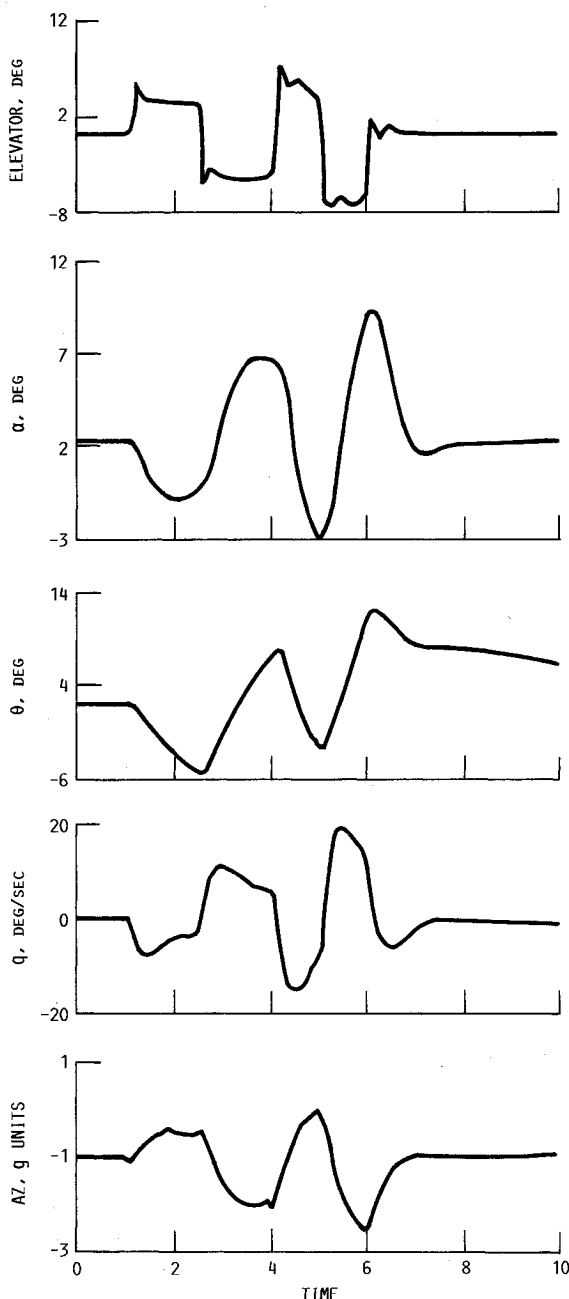 ELEVATOR, DEG
12
2
-8
α, DEG
12
7
2
-3
θ, DEG
14
4
-6
q, DEG/SEC
20
0
-20
AZ, g UNITS
1
-1
-3
0 2 4 6 8 10
TIME